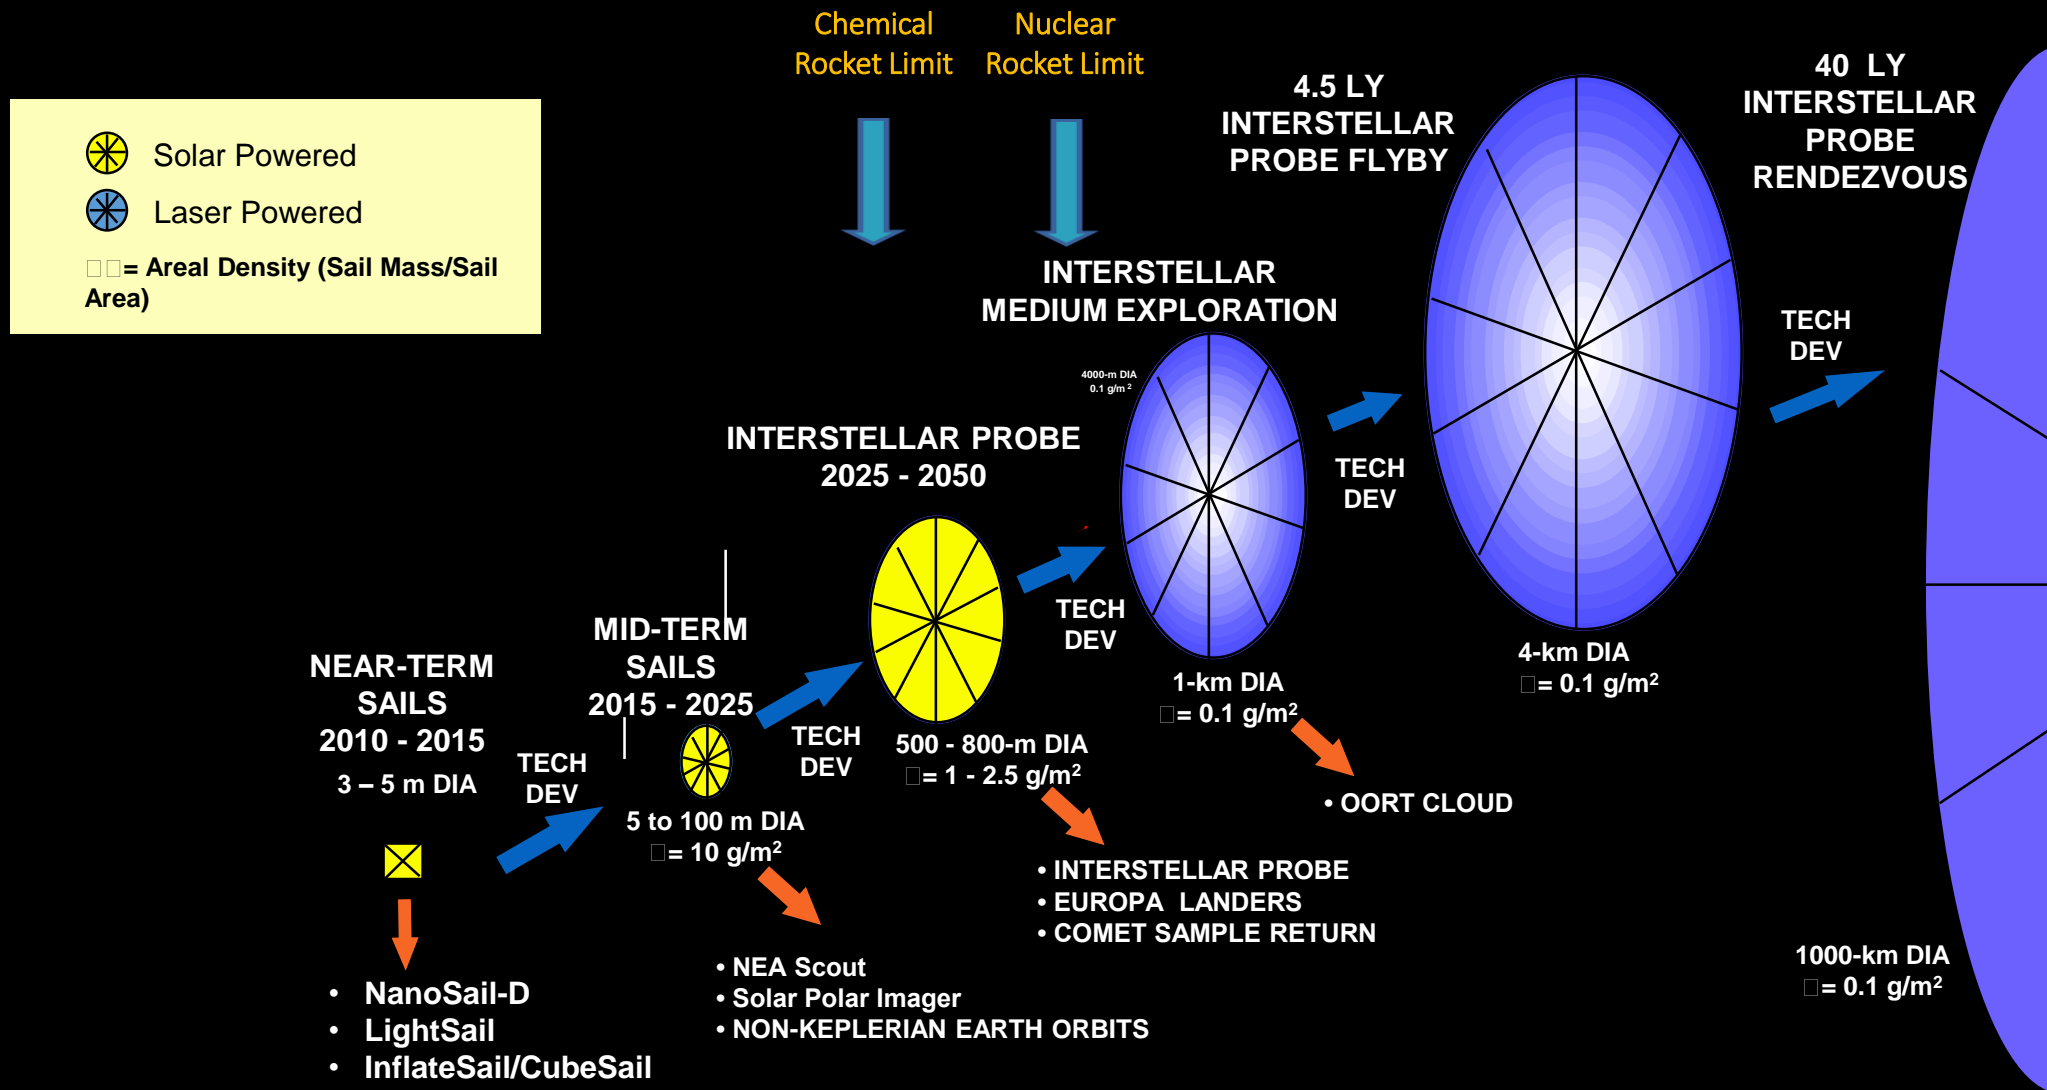 Chemical
Rocket Limit
Nuclear
Rocket Limit
Solar Powered
Laser Powered
= Areal Density (Sail Mass/Sail
Area)
4.5 LY
INTERSTELLAR
PROBE FLYBY
40 LY
INTERSTELLAR
PROBE
RENDEZVOUS
INTERSTELLAR
MEDIUM EXPLORATION
4000-m DIA
0.1 g/m²
TECH
DEV
INTERSTELLAR PROBE
2025 - 2050
TECH
DEV
TECH
DEV
MID-TERM
SAILS
2015 - 2025
NEAR-TERM
SAILS
2010 - 2015
3 – 5 m DIA
TECH
DEV
TECH
DEV
5 to 100 m DIA
= 10 g/m²
500 - 800-m DIA
= 1 - 2.5 g/m²
1-km DIA
= 0.1 g/m²
4-km DIA
= 0.1 g/m²
1000-km DIA
= 0.1 g/m²
• OORT CLOUD
• INTERSTELLAR PROBE
• EUROPA LANDERS
• COMET SAMPLE RETURN
• NEA Scout
• Solar Polar Imager
• NON-KEPLERIAN EARTH ORBITS
• NanoSail-D
• LightSail
• InflateSail/CubeSail